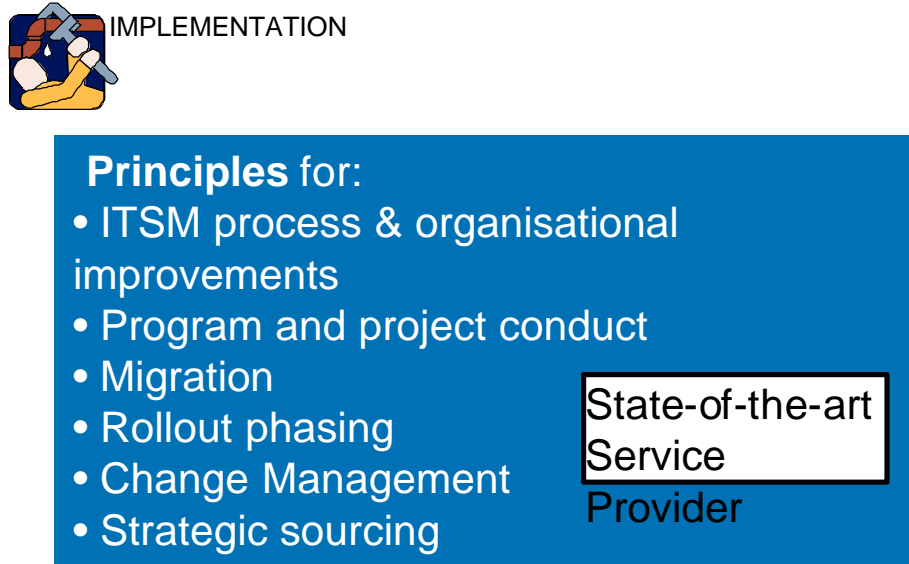 IMPLEMENTATION
Principles for:
• ITSM process & organisational
improvements
• Program and project conduct
• Migration
• Rollout phasing
• Change Management
• Strategic sourcing
State-of-the-art
Service
Provider